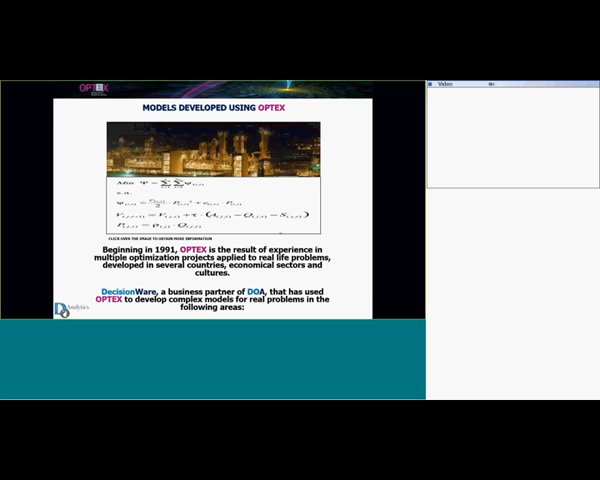 Video
OPTEX
MODELS DEVELOPED USING OPTEX
s.a.
CLICK OVER THE IMAGE TO OBTAIN MORE INFORMATION
Beginning in 1991, OPTEX is the result of experience in
multiple optimization projects applied to real life problems,
developed in several countries, economical sectors and
cultures.
DecisionWare, a business partner of DOA, that has used
OPTEX to develop complex models for real problems in the
following areas:
DO Analytics